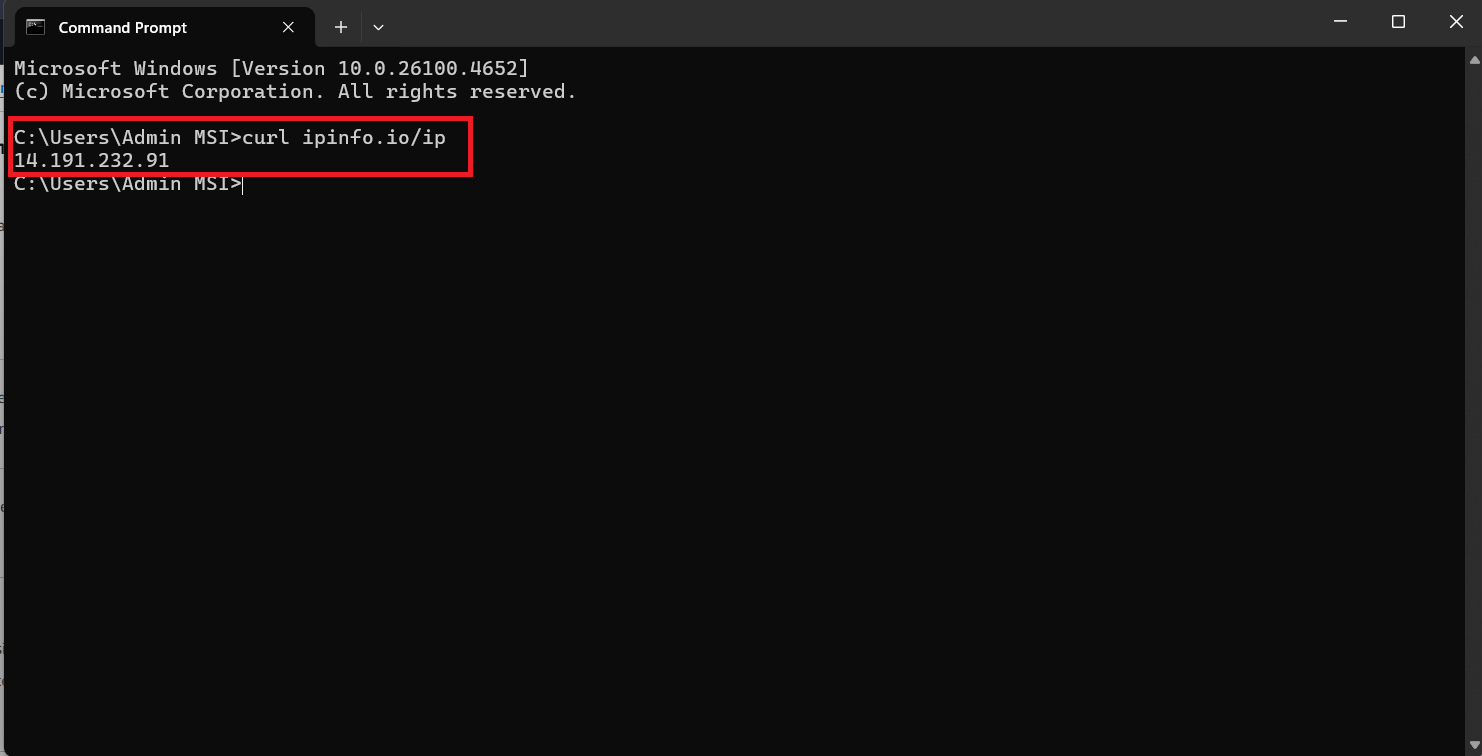 Command Prompt
Microsoft Windows [Version 10.0.26100.4652]
(c) Microsoft Corporation. All rights reserved.
C:\Users\Admin MSI>curl ipinfo.io/ip
14.191.232.91
C:\Users\Admin MSI>